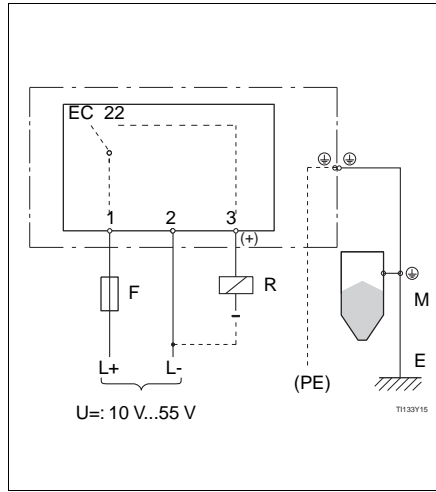 EC 22
1 2 3
(+)
F
R
-
L+ L-
(PE)
M
E
U=: 10 V...55 V
TI133Y15